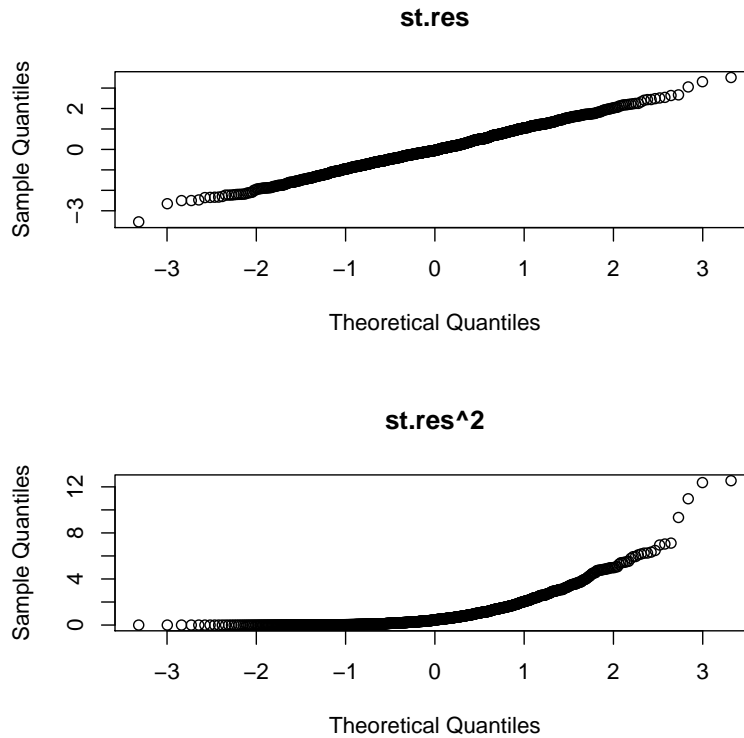 st.res
Sample Quantiles
2
0
−3
−3 −2 −1 0 1 2 3
Theoretical Quantiles
st.res^2
Sample Quantiles
12
8
4
0
−3 −2 −1 0 1 2 3
Theoretical Quantiles